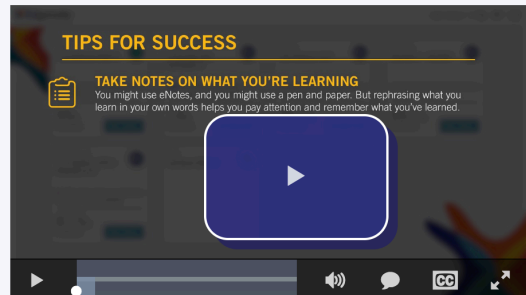 TIPS FOR SUCCESS
TAKE NOTES ON WHAT YOU'RE LEARNING
You might use eNotes, and you might use a pen and paper. But rephrasing what you
learn in your own words helps you pay attention and remember what you've learned.
CC